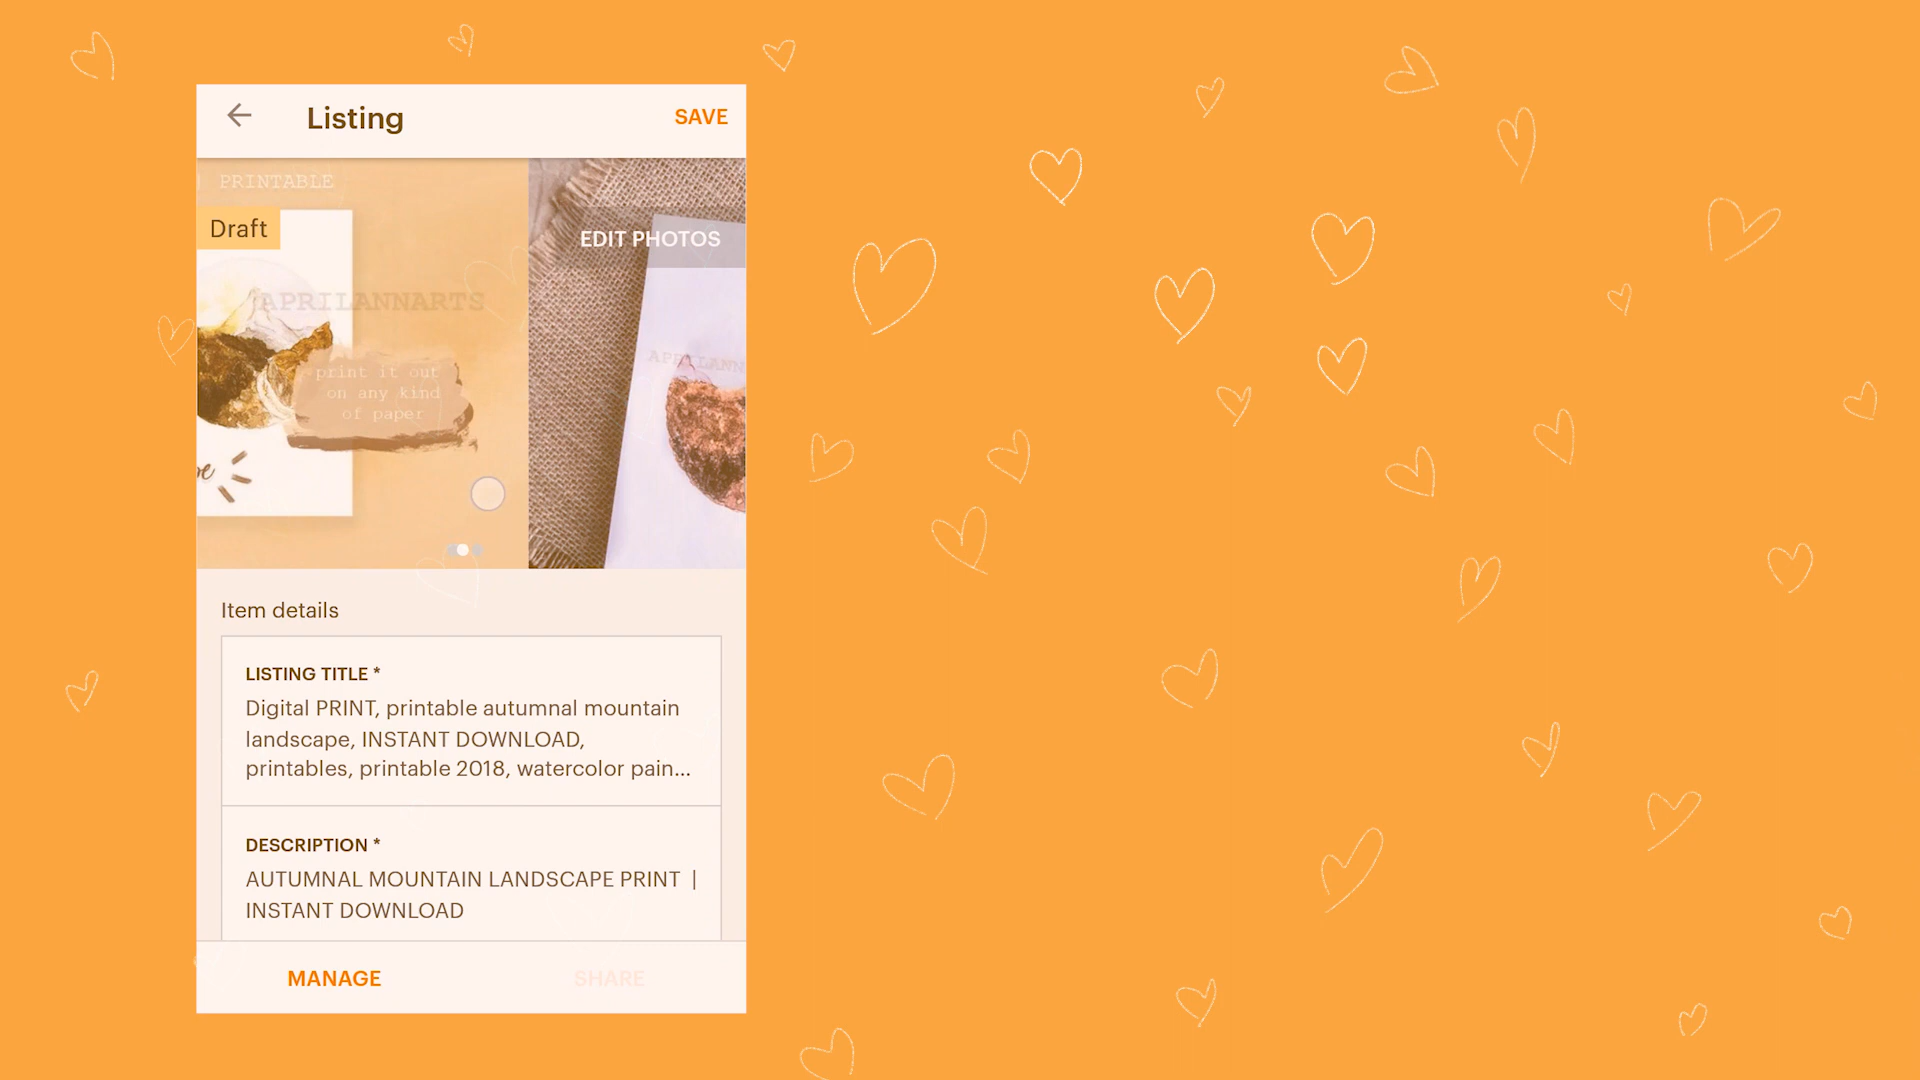 Listing
SAVE
PRINTABLE
Draft
EDIT PHOTOS
APRILANNARTS
print it out
on any kind
of paper
Item details
LISTING TITLE *
Digital PRINT, printable autumnal mountain
landscape, INSTANT DOWNLOAD,
printables, printable 2018, watercolor pain...
DESCRIPTION *
AUTUMNAL MOUNTAIN LANDSCAPE PRINT |
INSTANT DOWNLOAD
MANAGE
SHARE